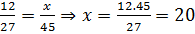 12/27 = x/45 ⇒ x = 12.45/27 = 20